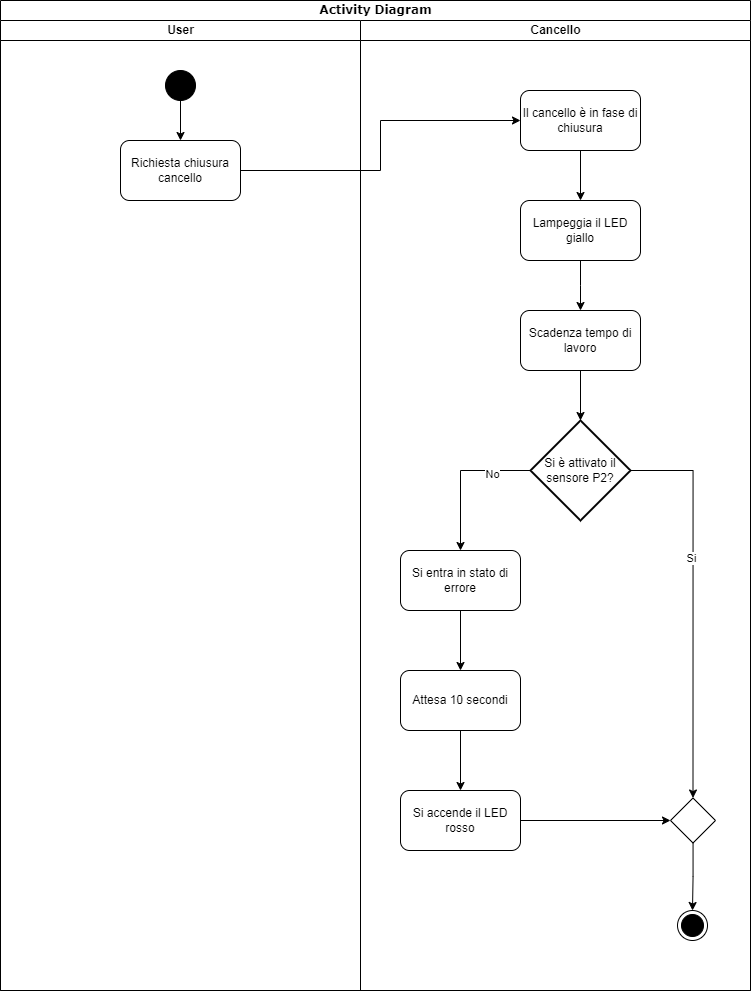 Activity Diagram
User
Cancello
Il cancello è in fase di
chiusura
Richiesta chiusura
cancello
Lampeggia il LED
giallo
Scadenza tempo di
lavoro
Si è attivato il
sensore P2?
No
Si
Si entra in stato di
errore
Attesa 10 secondi
Si accende il LED
rosso